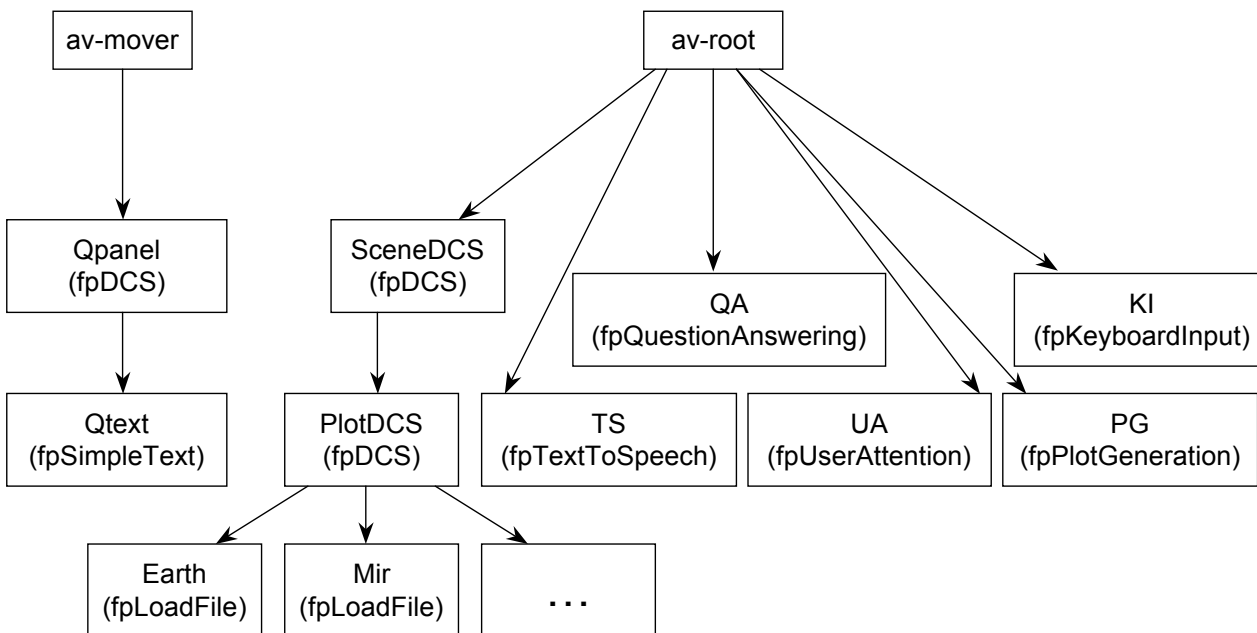 av-mover
av-root
Qpanel
(fpDCS)
SceneDCS
(fpDCS)
QA
(fpQuestionAnswering)
KI
(fpKeyboardInput)
Qtext
(fpSimpleText)
PlotDCS
(fpDCS)
TS
(fpTextToSpeech)
UA
(fpUserAttention)
PG
(fpPlotGeneration)
Earth
(fpLoadFile)
Mir
(fpLoadFile)
...